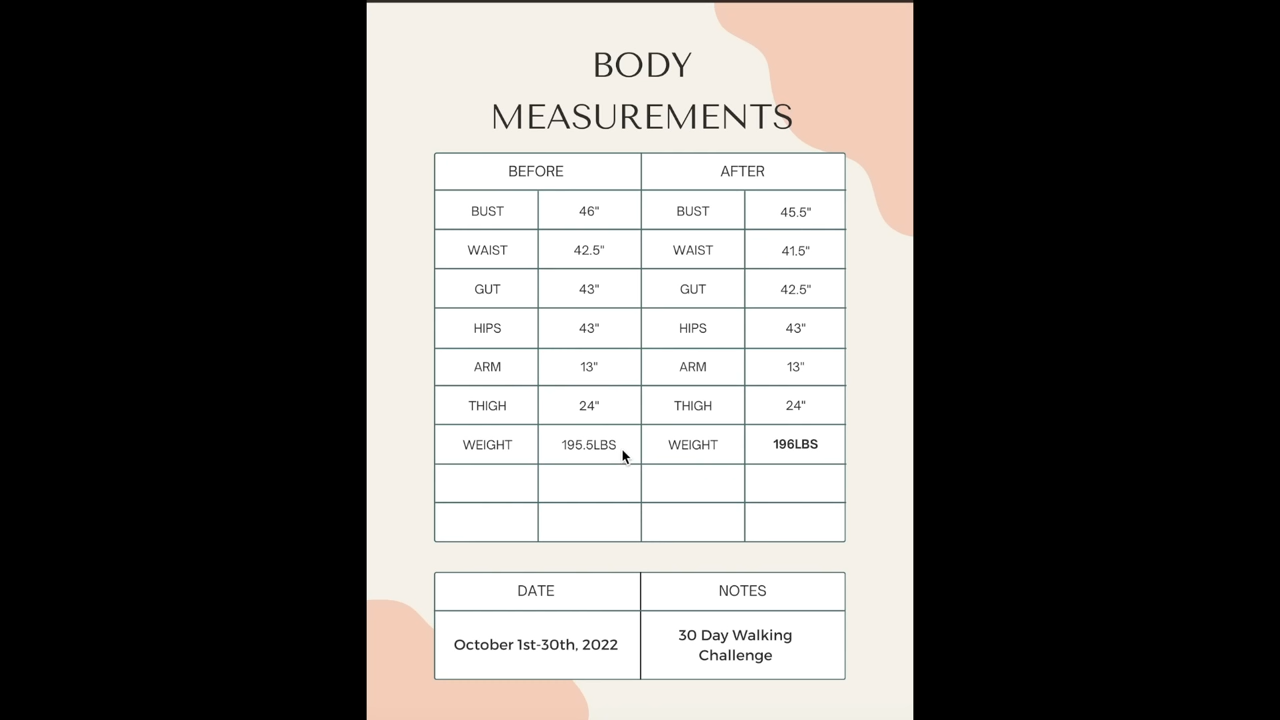 BODY
MEASUREMENTS
BEFORE AFTER
BUST 46" BUST 45.5"
WAIST 42.5" WAIST 41.5"
GUT 43" GUT 42.5"
HIPS 43" HIPS 43"
ARM 13" ARM 13"
THIGH 24" THIGH 24"
WEIGHT 195.5LBS WEIGHT 196LBS
DATE NOTES
October 1st-30th, 2022
30 Day Walking
Challenge